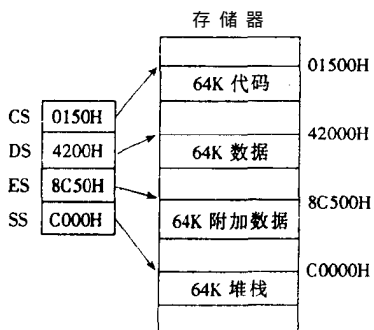 存储器
01500H
64K 代码
CS 0150H
42000H
DS 4200H
64K 数据
ES 8C50H
8C500H
SS C000H
64K 附加数据
C0000H
64K 堆栈